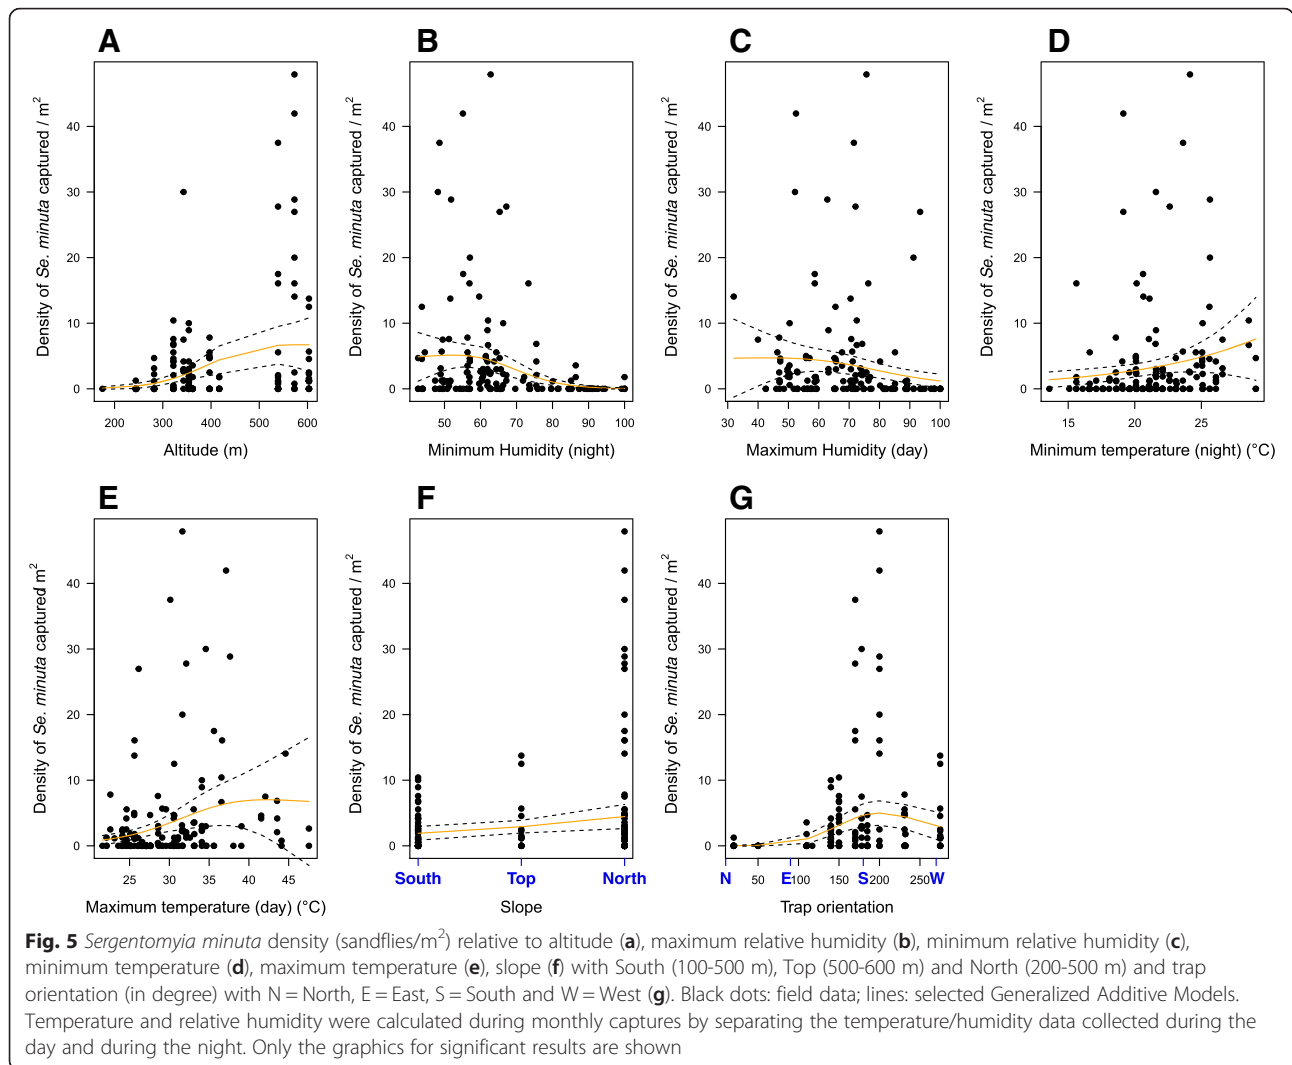 A
B
C
D
Density of Se. minuta captured / m2
40
30
20
10
0
200 300 400 500 600
Altitude (m)
Density of Se. minuta captured / m2
40
30
20
10
0
50 60 70 80 90 100
Minimum Humidity (night)
Density of Se. minuta captured / m2
40
30
20
10
0
30 40 50 60 70 80 90 100
Maximum Humidity (day)
Density of Se. minuta captured / m2
40
30
20
10
0
15 20 25
Minimum temperature (night) (°C)
E
F
G
Density of Se. minuta captured m2
40
30
20
10
0
25 30 35 40 45
Maximum temperature (day) (°C)
Density of Se. minuta captured / m2
40
30
20
10
0
South Top North
Slope
Density of Se. minuta captured / m2
40
30
20
10
0
N 50 E 100 150 S 200 250 W
Trap orientation
Fig. 5 Sergentomyia minuta density (sandflies/m2) relative to altitude (a), maximum relative humidity (b), minimum relative humidity (c),
minimum temperature (d), maximum temperature (e), slope (f) with South (100-500 m), Top (500-600 m) and North (200-500 m) and trap
orientation (in degree) with N = North, E = East, S = South and W = West (g). Black dots: field data; lines: selected Generalized Additive Models.
Temperature and relative humidity were calculated during monthly captures by separating the temperature/humidity data collected during the
day and during the night. Only the graphics for significant results are shown